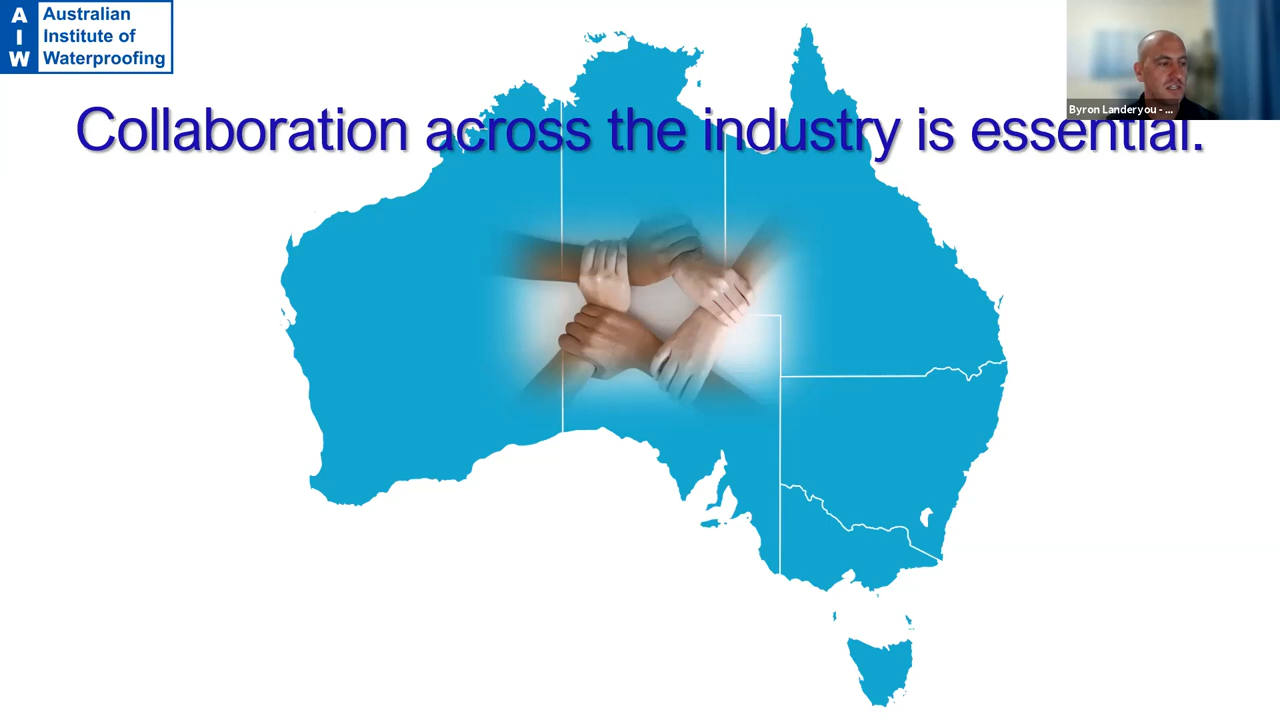 A Australian
I Institute of
W Waterproofing
Byron Landeryou - ...
Collaboration across the industry is essential.